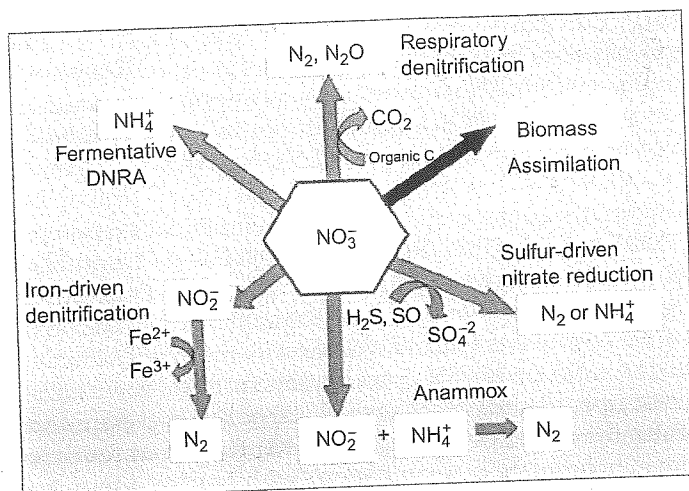 N₂, N₂O
Respiratory
denitrification
NH₄⁺
Fermentative
DNRA
CO₂
Organic C
Biomass
Assimilation
NO₃⁻
Sulfur-driven
nitrate reduction
N₂ or NH₄⁺
H₂S, SO
SO₄⁻²
Iron-driven
denitrification
NO₂⁻
Fe²⁺
Fe³⁺
N₂
Anammox
NO₂⁻ + NH₄⁺ N₂